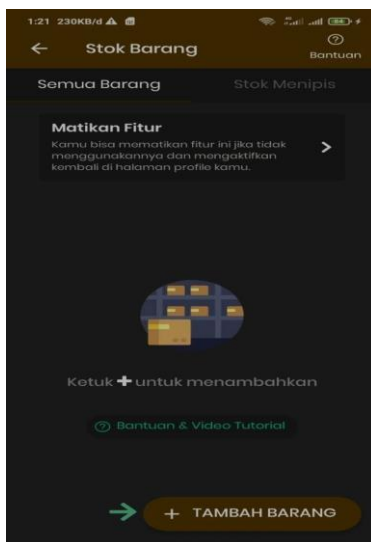 1:21 230KB/d
Stok Barang
Bantuan
Semua Barang
Stok Menipis
Matikan Fitur
Kamu bisa mematikan fitur ini jika tidak
menggunakannya dan mengaktifkan
kembali di halaman profile kamu.
Ketuk + untuk menambahkan
Bantuan & Video Tutorial
+ TAMBAH BARANG